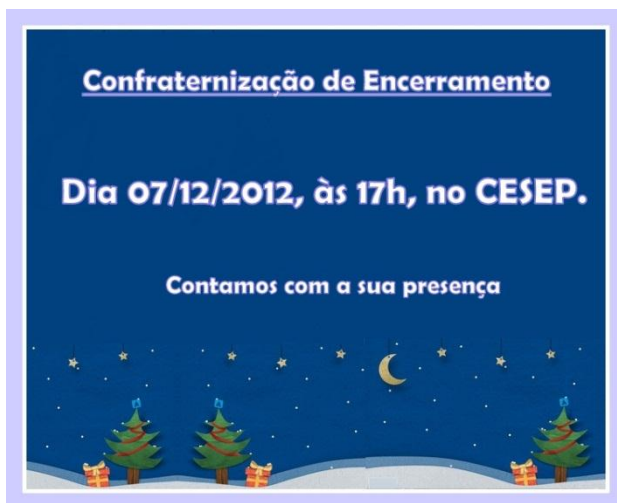 Confraternização de Encerramento
Dia 07/12/2012, às 17h, no CESEP.
Contamos com a sua presença